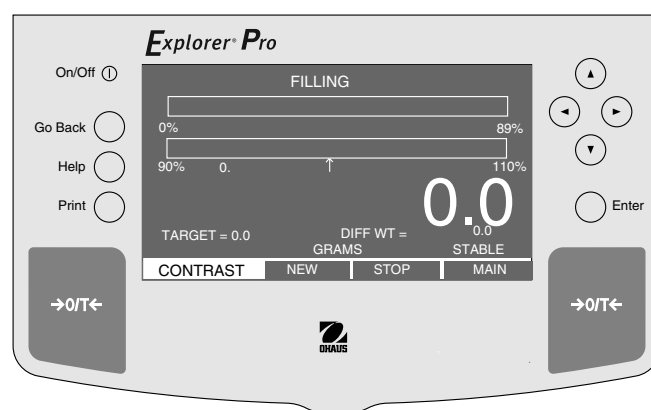 Explorer® Pro
On/Off
FILLING
Go Back
0% 89%
Help
90% 0. ↑ 110%
0.0
Print
Enter
TARGET = 0.0 DIFF WT = 0.0
GRAMS STABLE
CONTRAST NEW STOP MAIN
→0/T← →0/T←
OHAUS